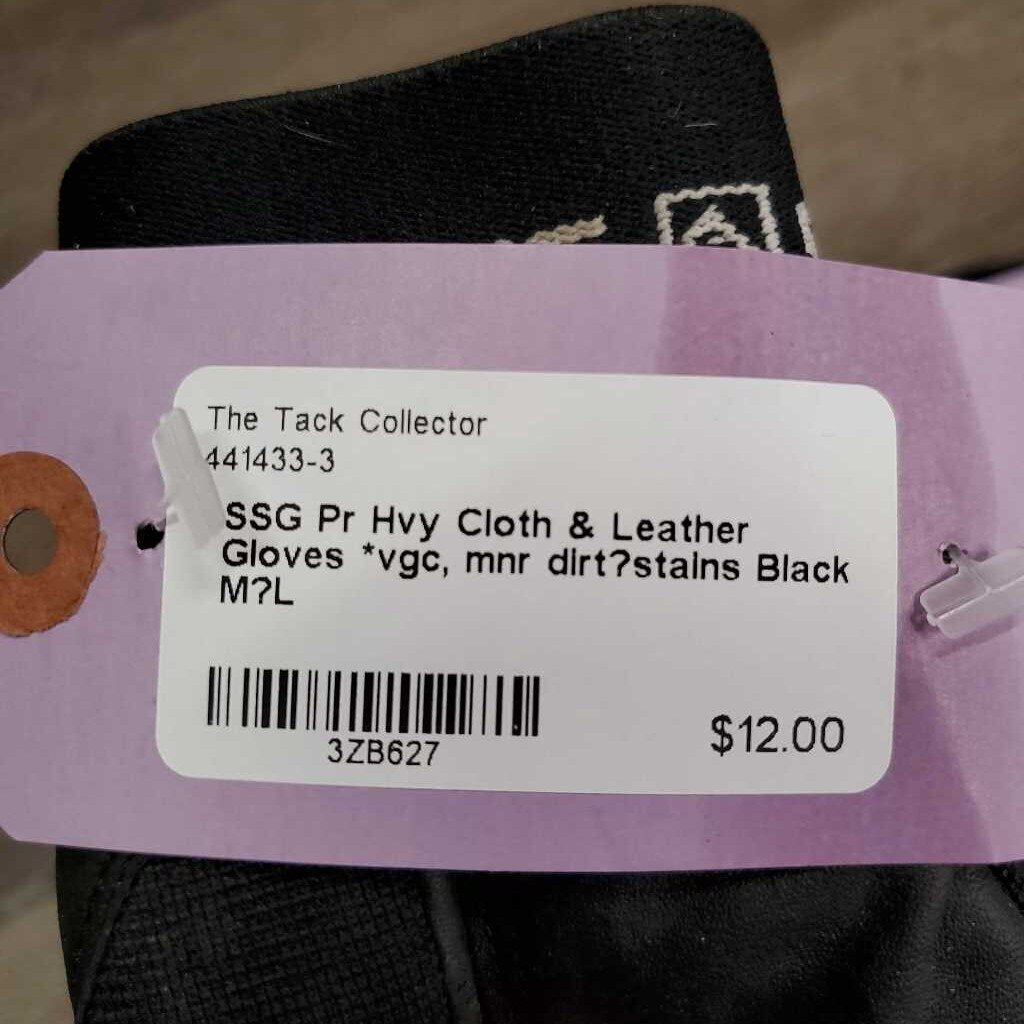 The Tack Collector
441433-3
SSG Pr Hvy Cloth & Leather
Gloves *vgc, mnr dirt?stains Black
M?L
3ZB627
$12.00